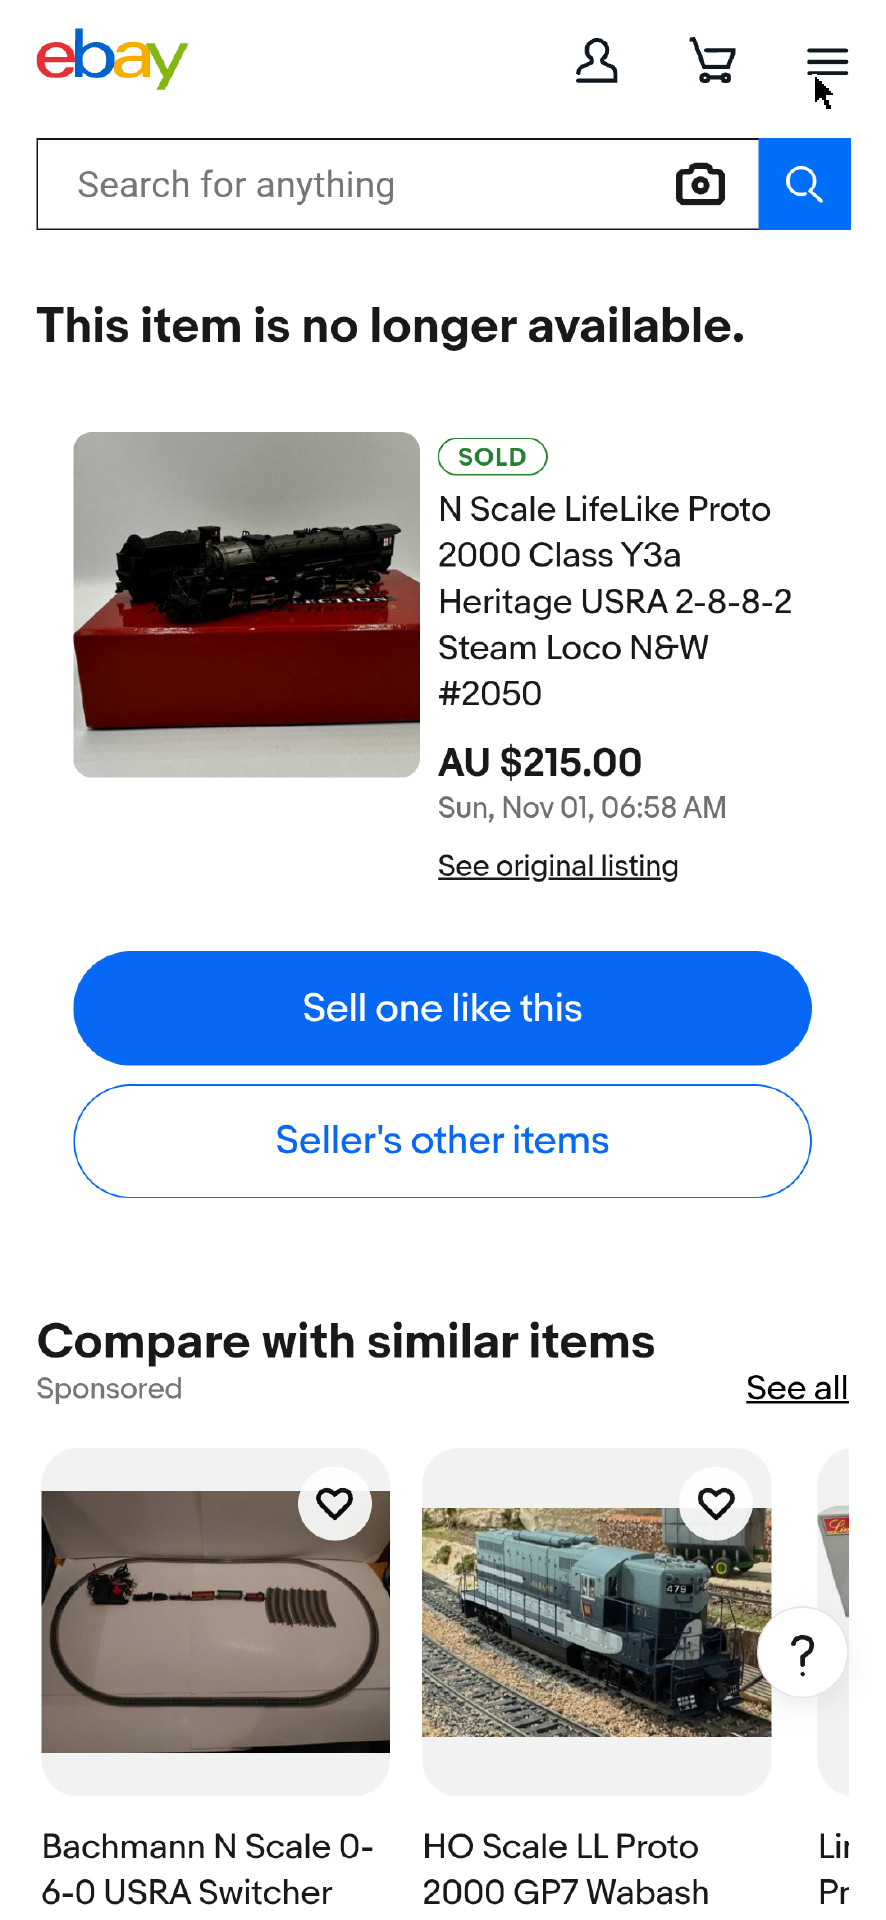 ebay
Search for anything
This item is no longer available.
SOLD
N Scale LifeLike Proto
2000 Class Y3a
Heritage USRA 2-8-8-2
Steam Loco N&W
#2050
AU $215.00
Sun, Nov 01, 06:58 AM
See original listing
Sell one like this
Seller's other items
Compare with similar items
Sponsored
See all
479
?
Bachmann N Scale 0-
6-0 USRA Switcher
HO Scale LL Proto
2000 GP7 Wabash
Pr